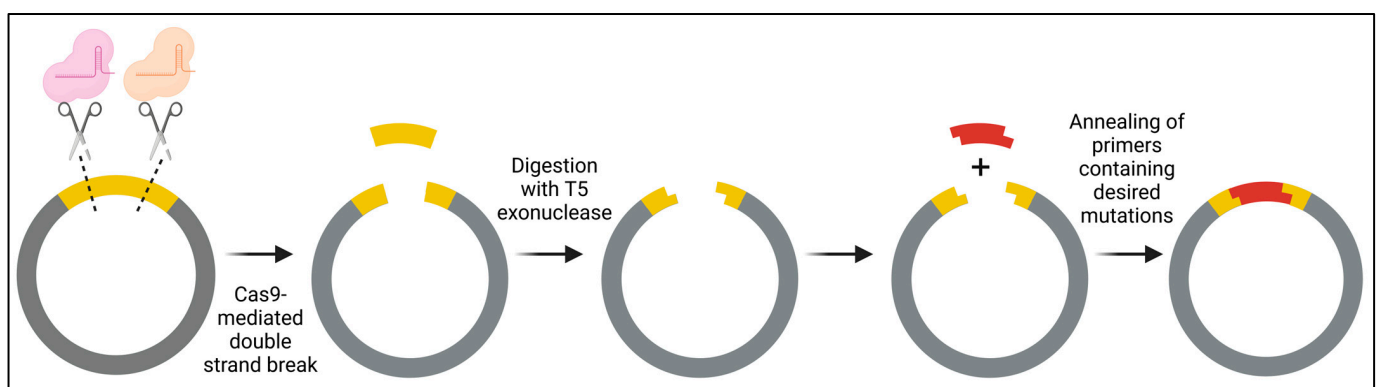 Cas9-
mediated
double
strand break
Digestion
with T5
exonuclease
+
Annealing of
primers
containing
desired
mutations